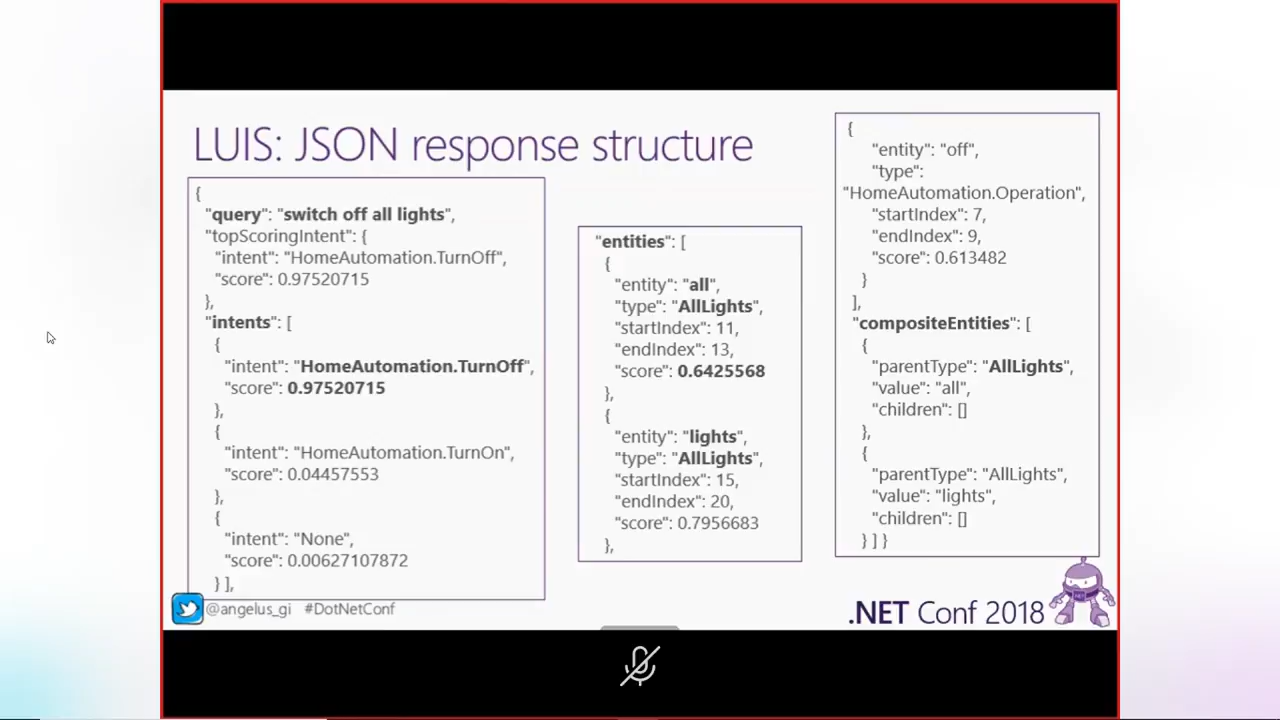 LUIS: JSON response structure
{
"query": "switch off all lights",
"topScoringIntent": {
"intent": "HomeAutomation.TurnOff",
"score": 0.97520715
},
"intents": [
{
"intent": "HomeAutomation.TurnOff",
"score": 0.97520715
},
{
"intent": "HomeAutomation.TurnOn",
"score": 0.04457553
},
{
"intent": "None",
"score": 0.00627107872
} ],
"entities": [
{
"entity": "all",
"type": "AllLights",
"startIndex": 11,
"endIndex": 13,
"score": 0.6425568
},
{
"entity": "lights",
"type": "AllLights",
"startIndex": 15,
"endIndex": 20,
"score": 0.7956683
},
{
"entity": "off",
"type":
"HomeAutomation.Operation",
"startIndex": 7,
"endIndex": 9,
"score": 0.613482
}
],
"compositeEntities": [
{
"parentType": "AllLights",
"value": "all",
"children": []
},
{
"parentType": "AllLights",
"value": "lights",
"children": []
} ] }
@angelus_gi #DotNetConf
.NET Conf 2018